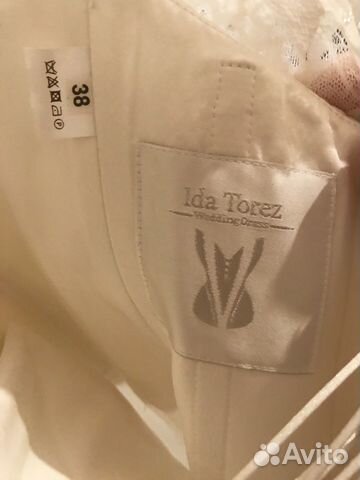 38
Ida Torez
Wedding Dress
Avito